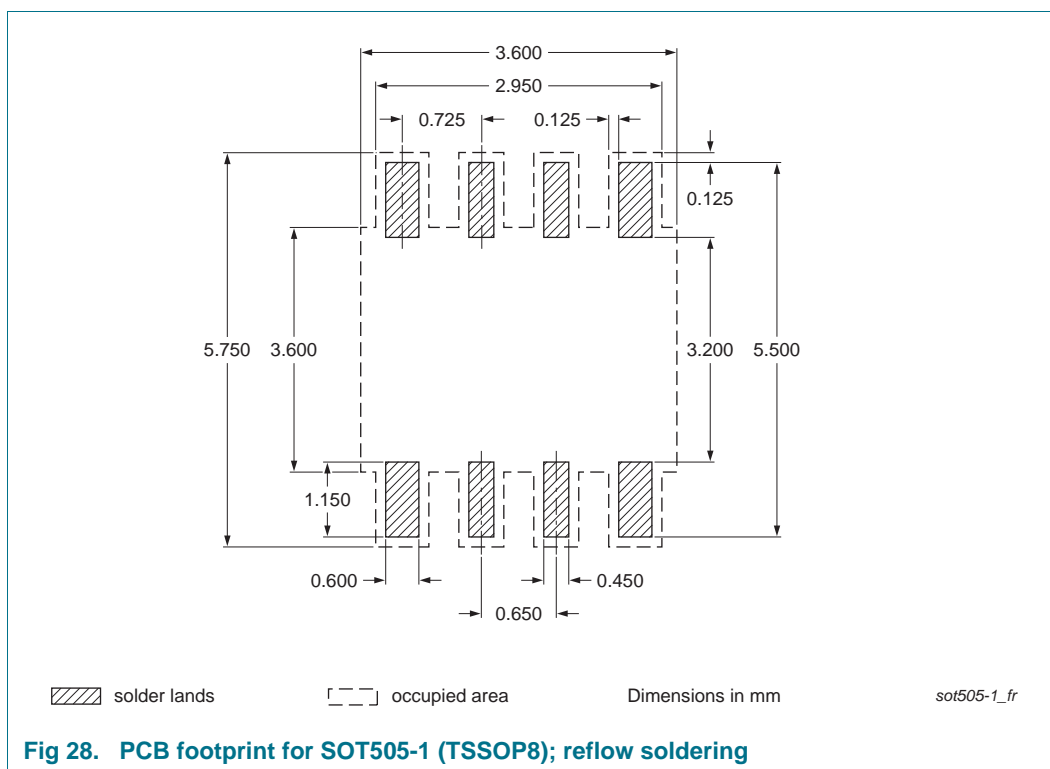 3.600
2.950
0.725 0.125
0.125
5.750 3.600 3.200 5.500
1.150
0.600 0.450
0.650
solder lands occupied area Dimensions in mm sot505-1_fr
Fig 28. PCB footprint for SOT505-1 (TSSOP8); reflow soldering